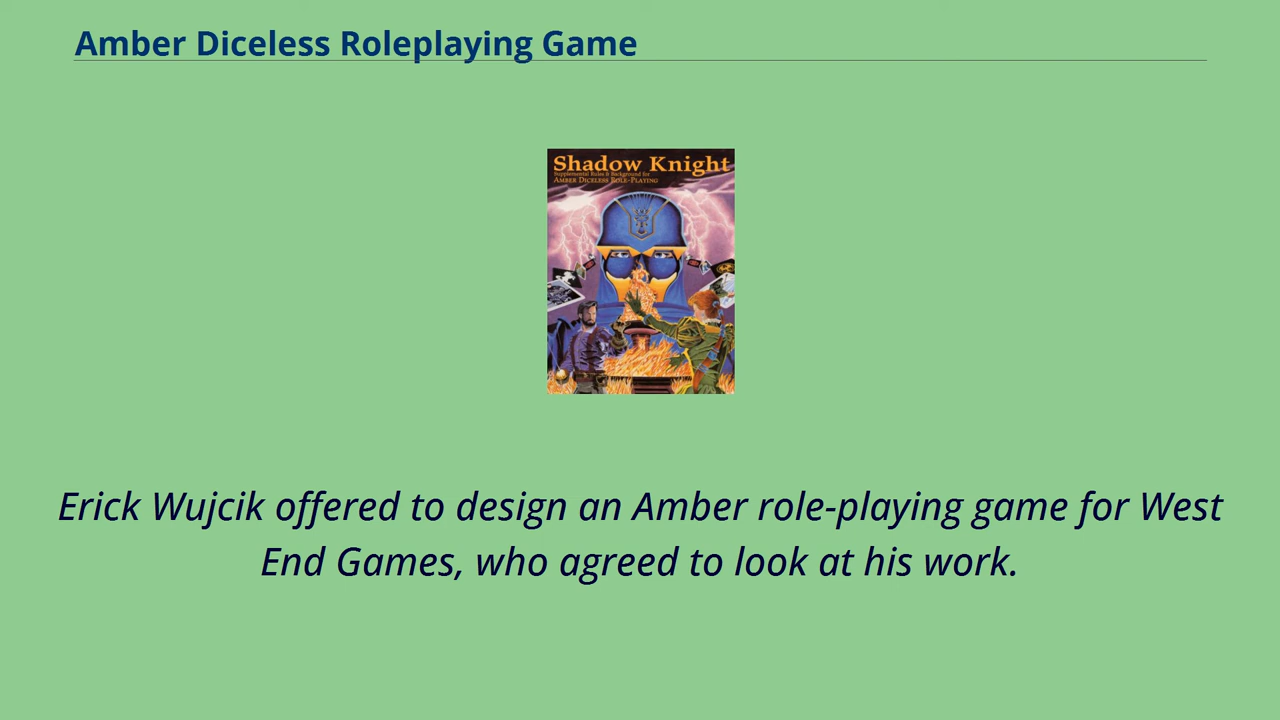 Amber Diceless Roleplaying Game
Shadow Knight
Supplemental Rules & Background for
AMBER DICELESS ROLE-PLAYING
Erick Wujcik offered to design an Amber role-playing game for West
End Games, who agreed to look at his work.